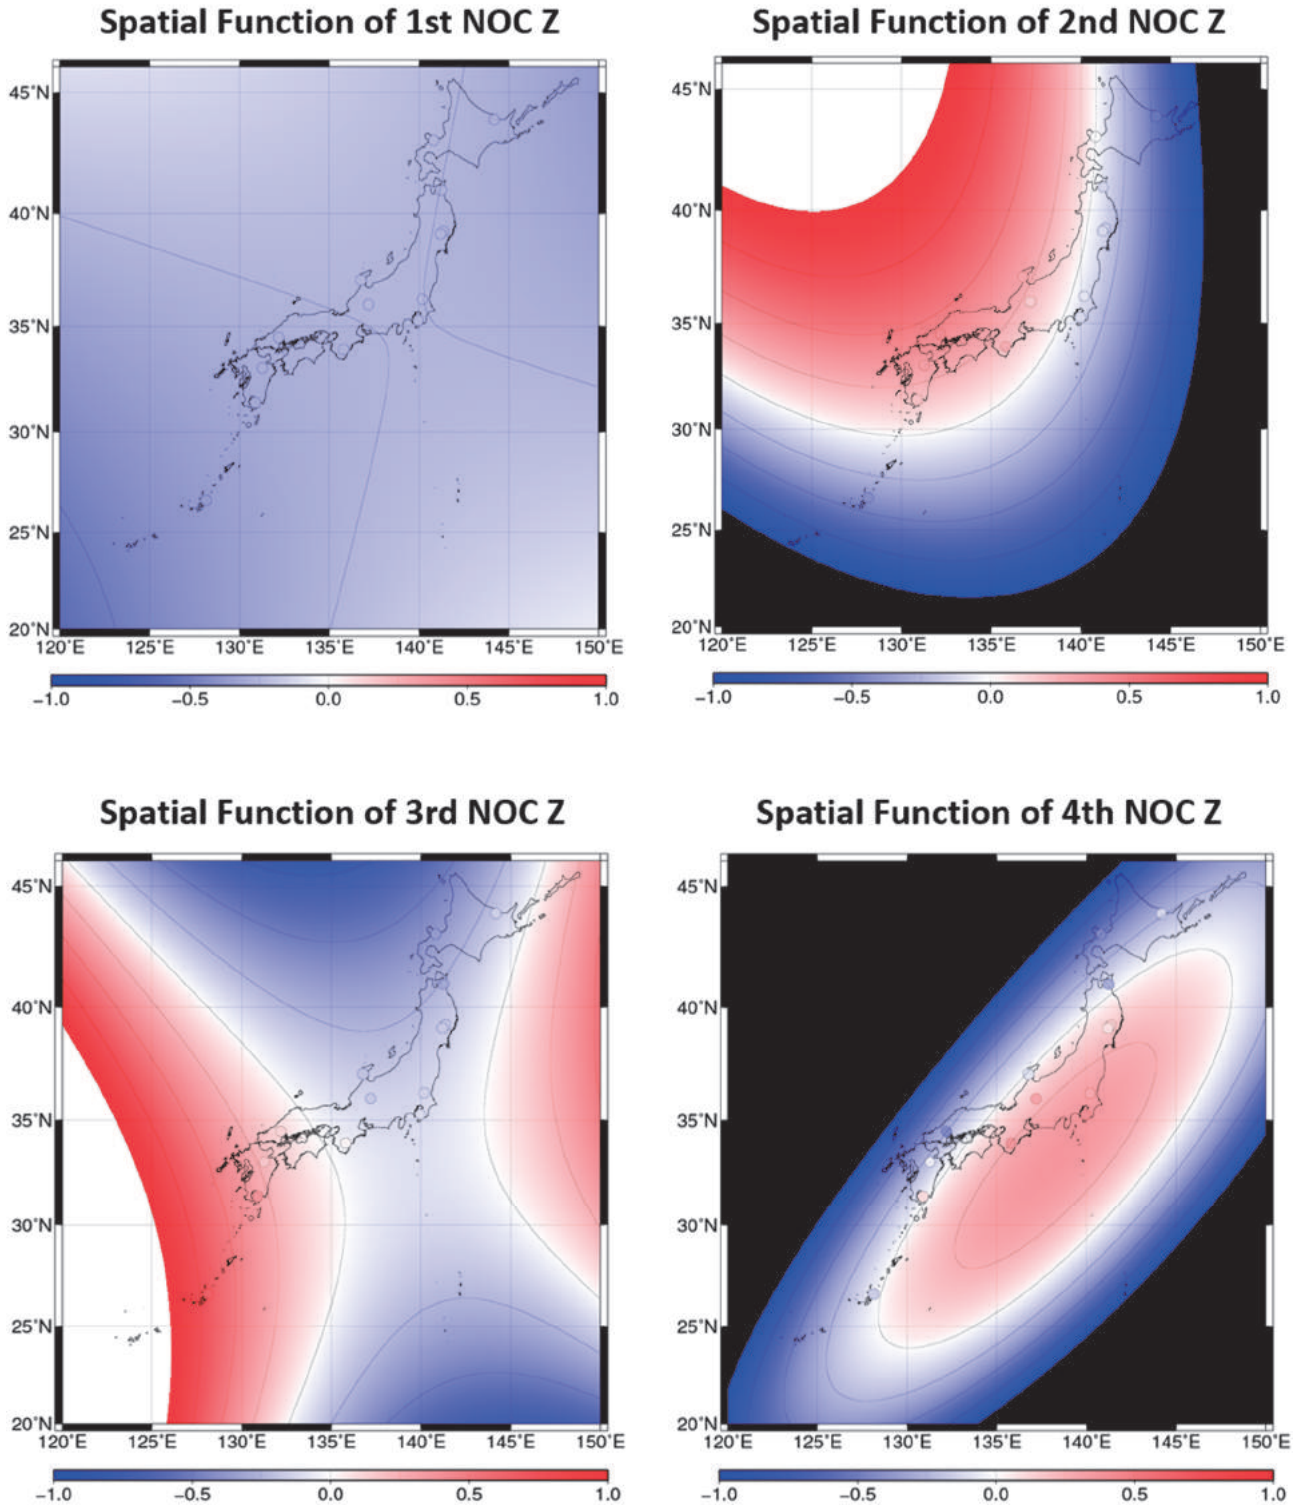 Spatial Function of 1st NOC Z
45°N
40°N
35°N
30°N
25°N
20°N
120°E 125°E 130°E 135°E 140°E 145°E 150°E
−1.0 −0.5 0.0 0.5 1.0
Spatial Function of 2nd NOC Z
45°N
40°N
35°N
30°N
25°N
20°N
120°E 125°E 130°E 135°E 140°E 145°E 150°E
−1.0 −0.5 0.0 0.5 1.0
Spatial Function of 3rd NOC Z
45°N
40°N
35°N
30°N
25°N
20°N
120°E 125°E 130°E 135°E 140°E 145°E 150°E
−1.0 −0.5 0.0 0.5 1.0
Spatial Function of 4th NOC Z
45°N
40°N
35°N
30°N
25°N
20°N
120°E 125°E 130°E 135°E 140°E 145°E 150°E
−1.0 −0.5 0.0 0.5 1.0